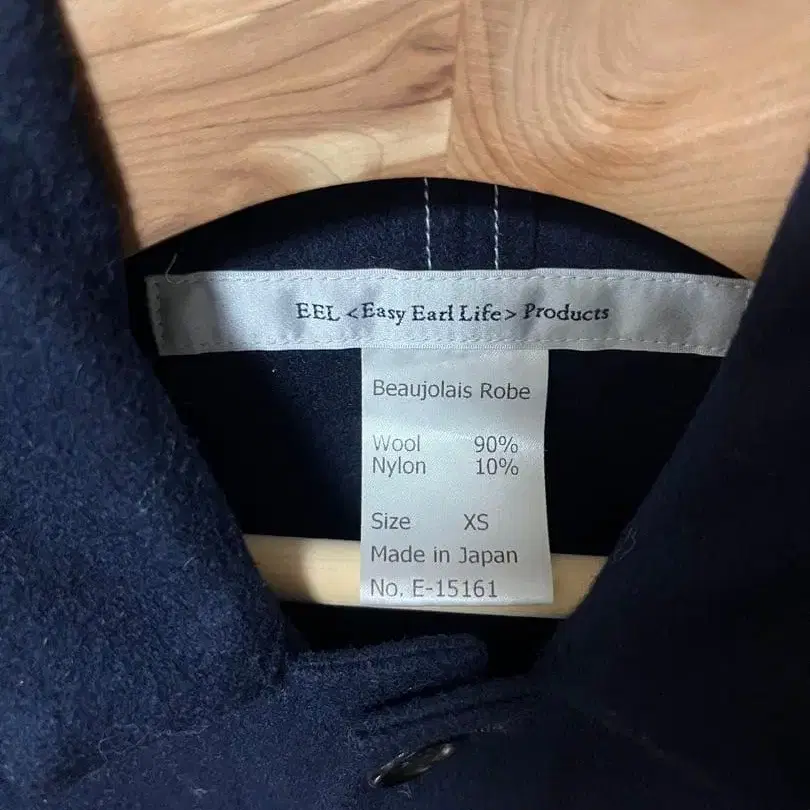 EEL <Easy Earl Life> Products
Beaujolais Robe
Wool 90%
Nylon 10%
Size XS
Made in Japan
No. E-15161